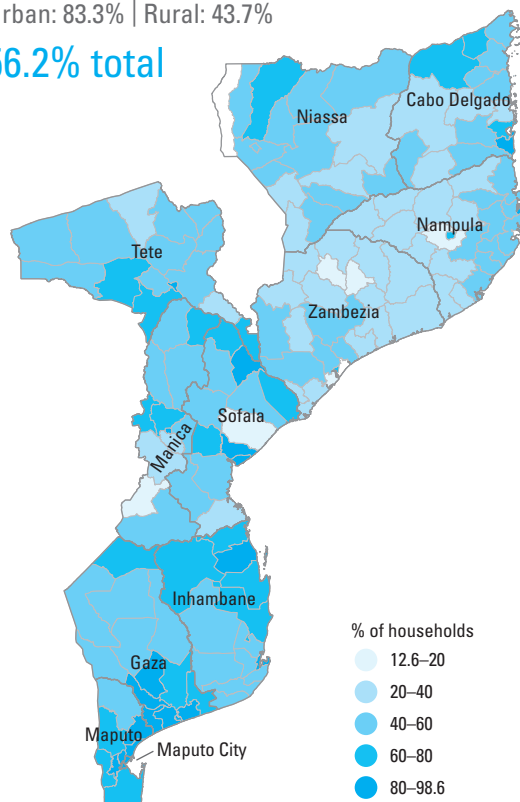 rban: 83.3% | Rural: 43.7%
56.2% total
Niassa
Cabo Delgado
Nampula
Tete
Zambezia
Sofala
Manica
Inhambane
Gaza
Maputo
Maputo City
% of households
12.6–20
20–40
40–60
60–80
80–98.6